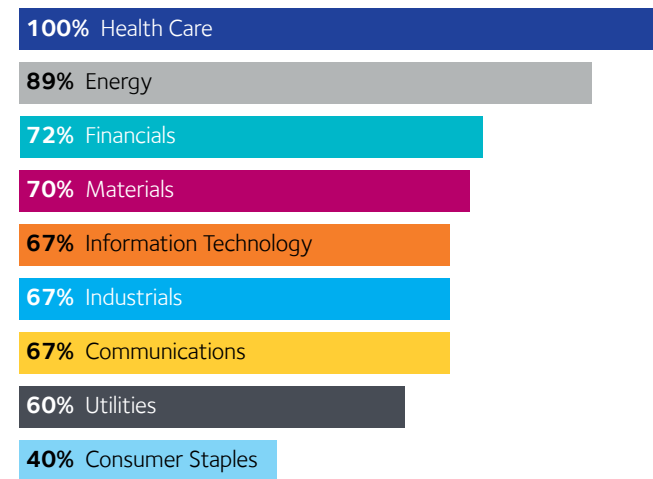 100% Health Care
89% Energy
72% Financials
70% Materials
67% Information Technology
67% Industrials
67% Communications
60% Utilities
40% Consumer Staples